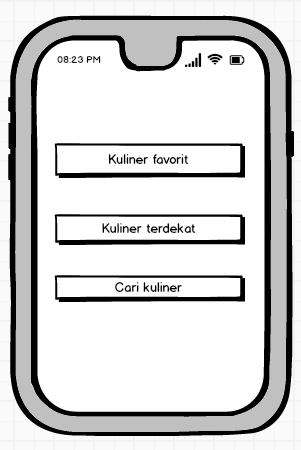 08:23 PM
Kuliner favorit
Kuliner terdekat
Cari kuliner